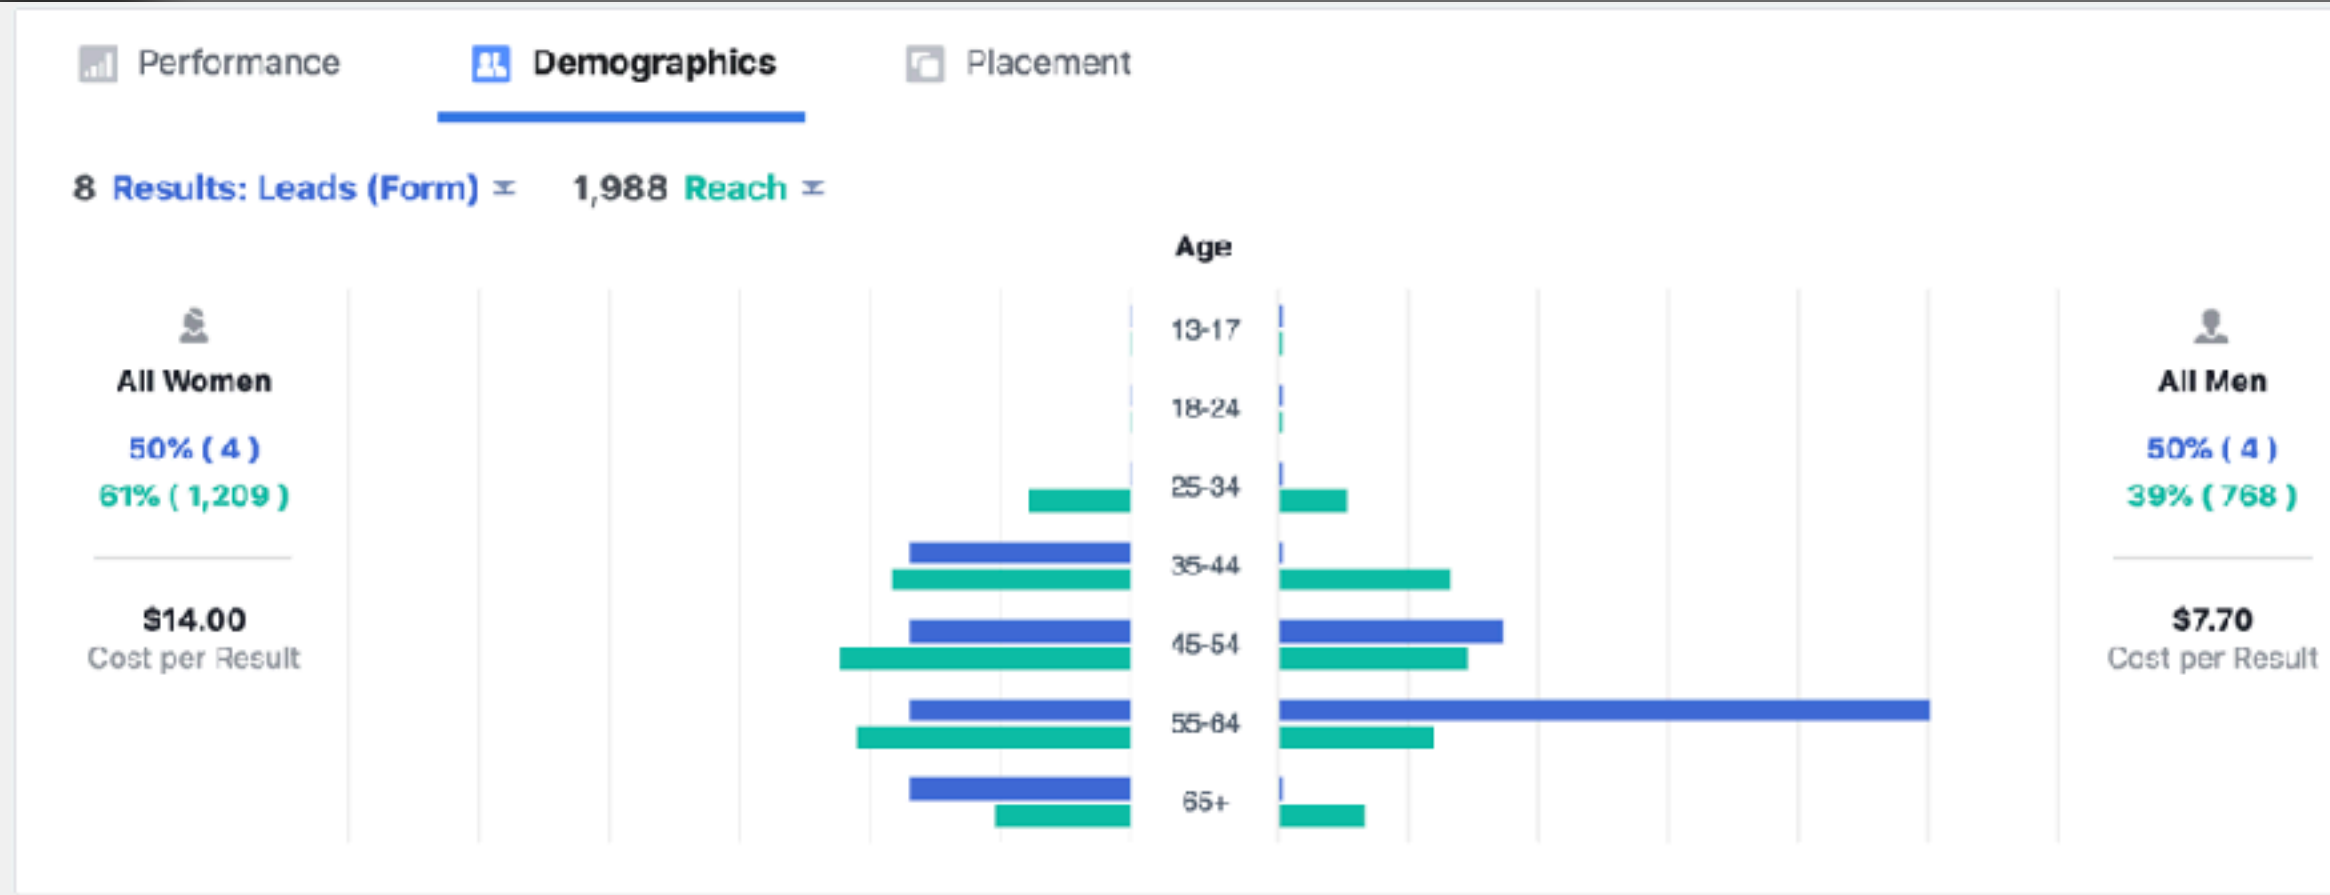 Performance Demographics Placement
8 Results: Leads (Form) 1,988 Reach
Age
All Women
50% ( 4 )
61% ( 1,209 )
$14.00
Cost per Result
13-17
18-24
25-34
35-44
45-54
55-64
65+
All Men
50% ( 4 )
39% ( 768 )
$7.70
Cost per Result